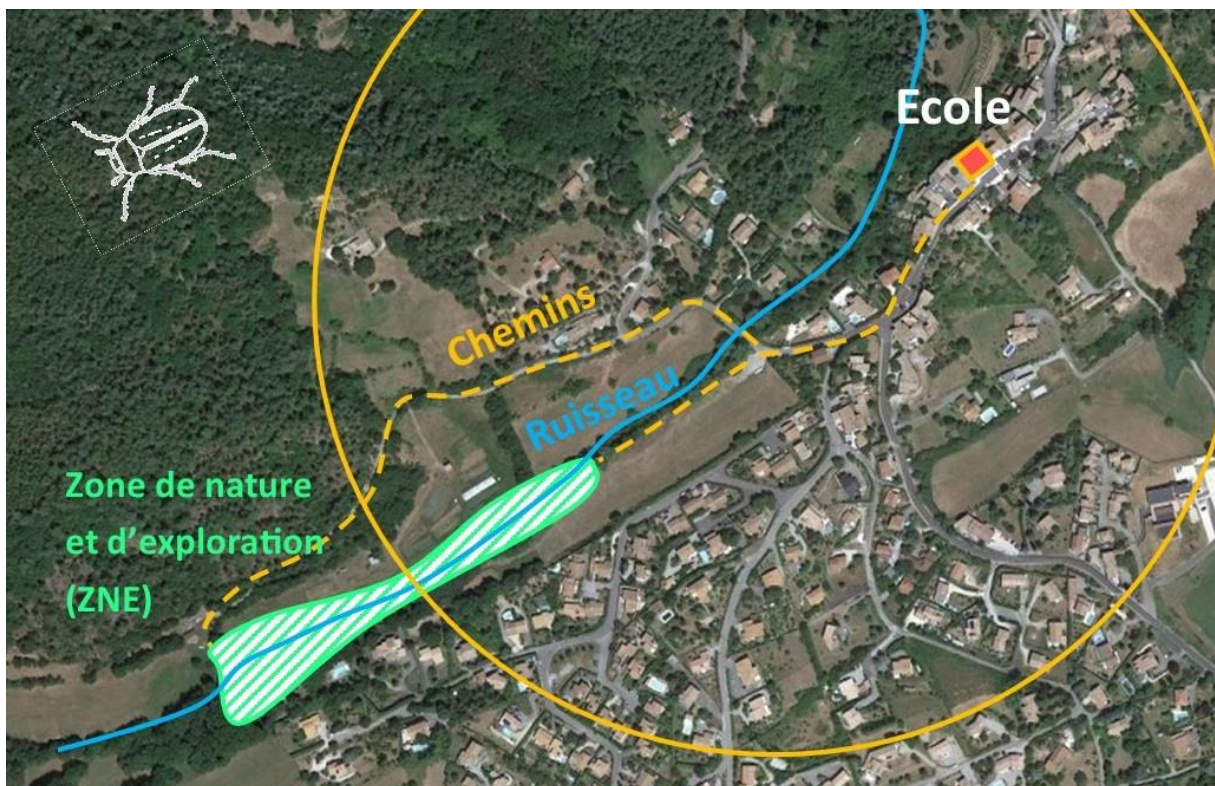 Ecole
Chemins
Ruisseau
Zone de nature
et d'exploration
(ZNE)